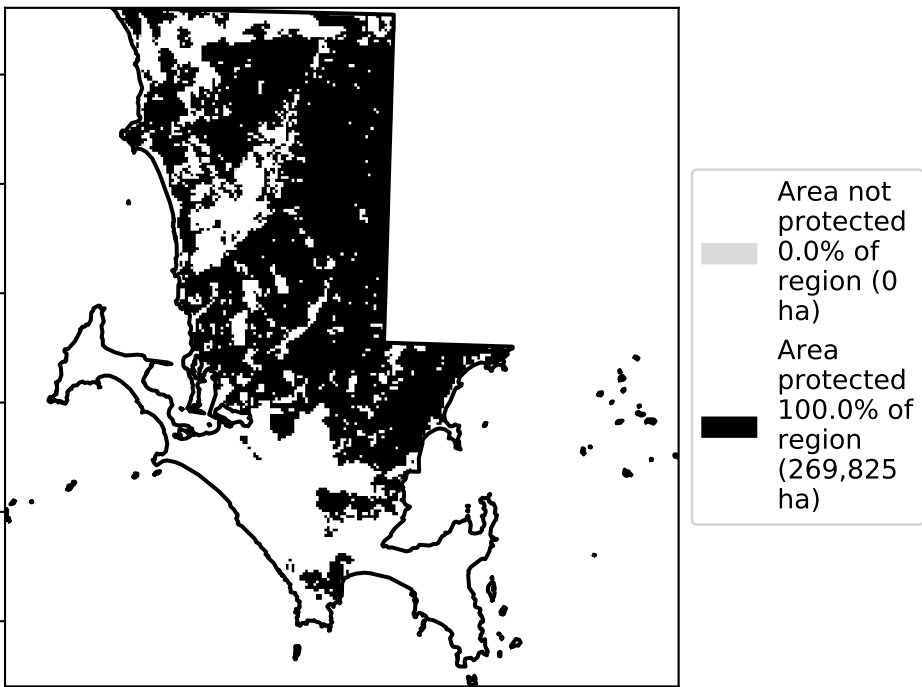 Area not
protected
0.0% of
region (0
ha)
Area
protected
100.0% of
region
(269,825
ha)